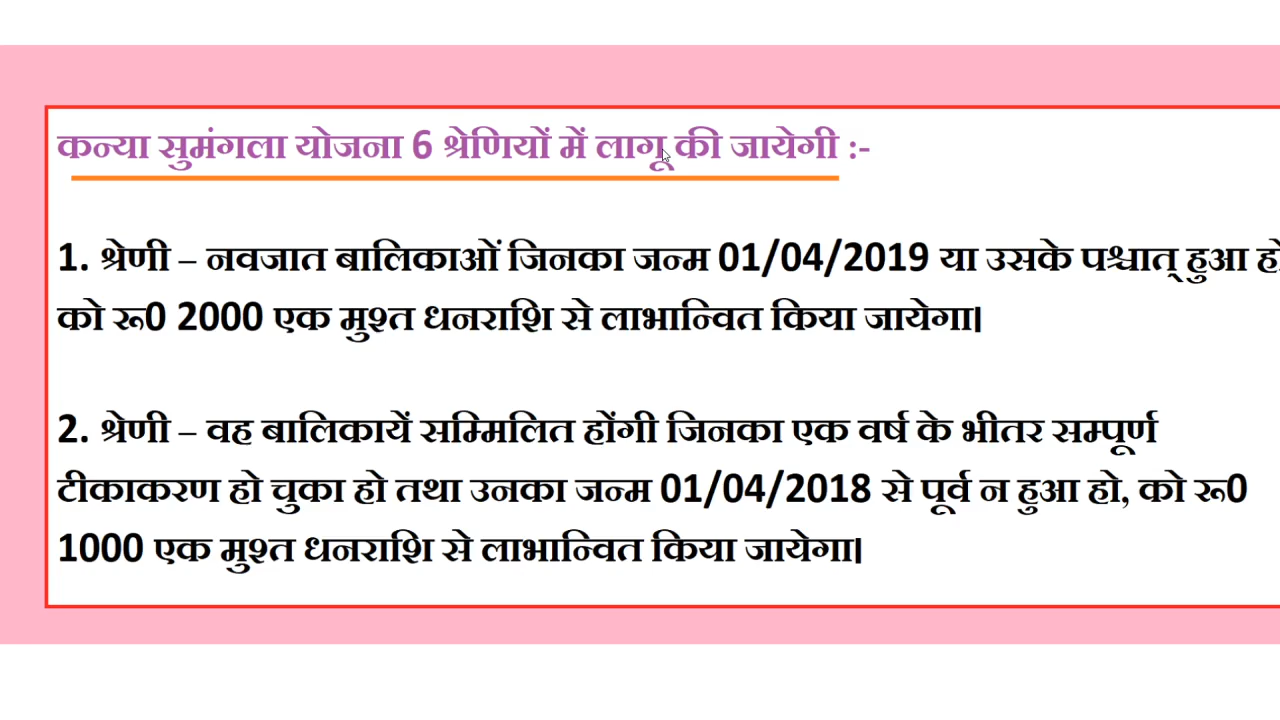 कन्या सुमंगला योजना 6 श्रेणियों में लागू की जायेगी :-
1. श्रेणी – नवजात बालिकाओं जिनका जन्म 01/04/2019 या उसके पश्चात् हुआ हो
को रू0 2000 एक मुश्त धनराशि से लाभान्वित किया जायेगा।
2. श्रेणी – वह बालिकायें सम्मिलित होंगी जिनका एक वर्ष के भीतर सम्पूर्ण
टीकाकरण हो चुका हो तथा उनका जन्म 01/04/2018 से पूर्व न हुआ हो, को रू0
1000 एक मुश्त धनराशि से लाभान्वित किया जायेगा।